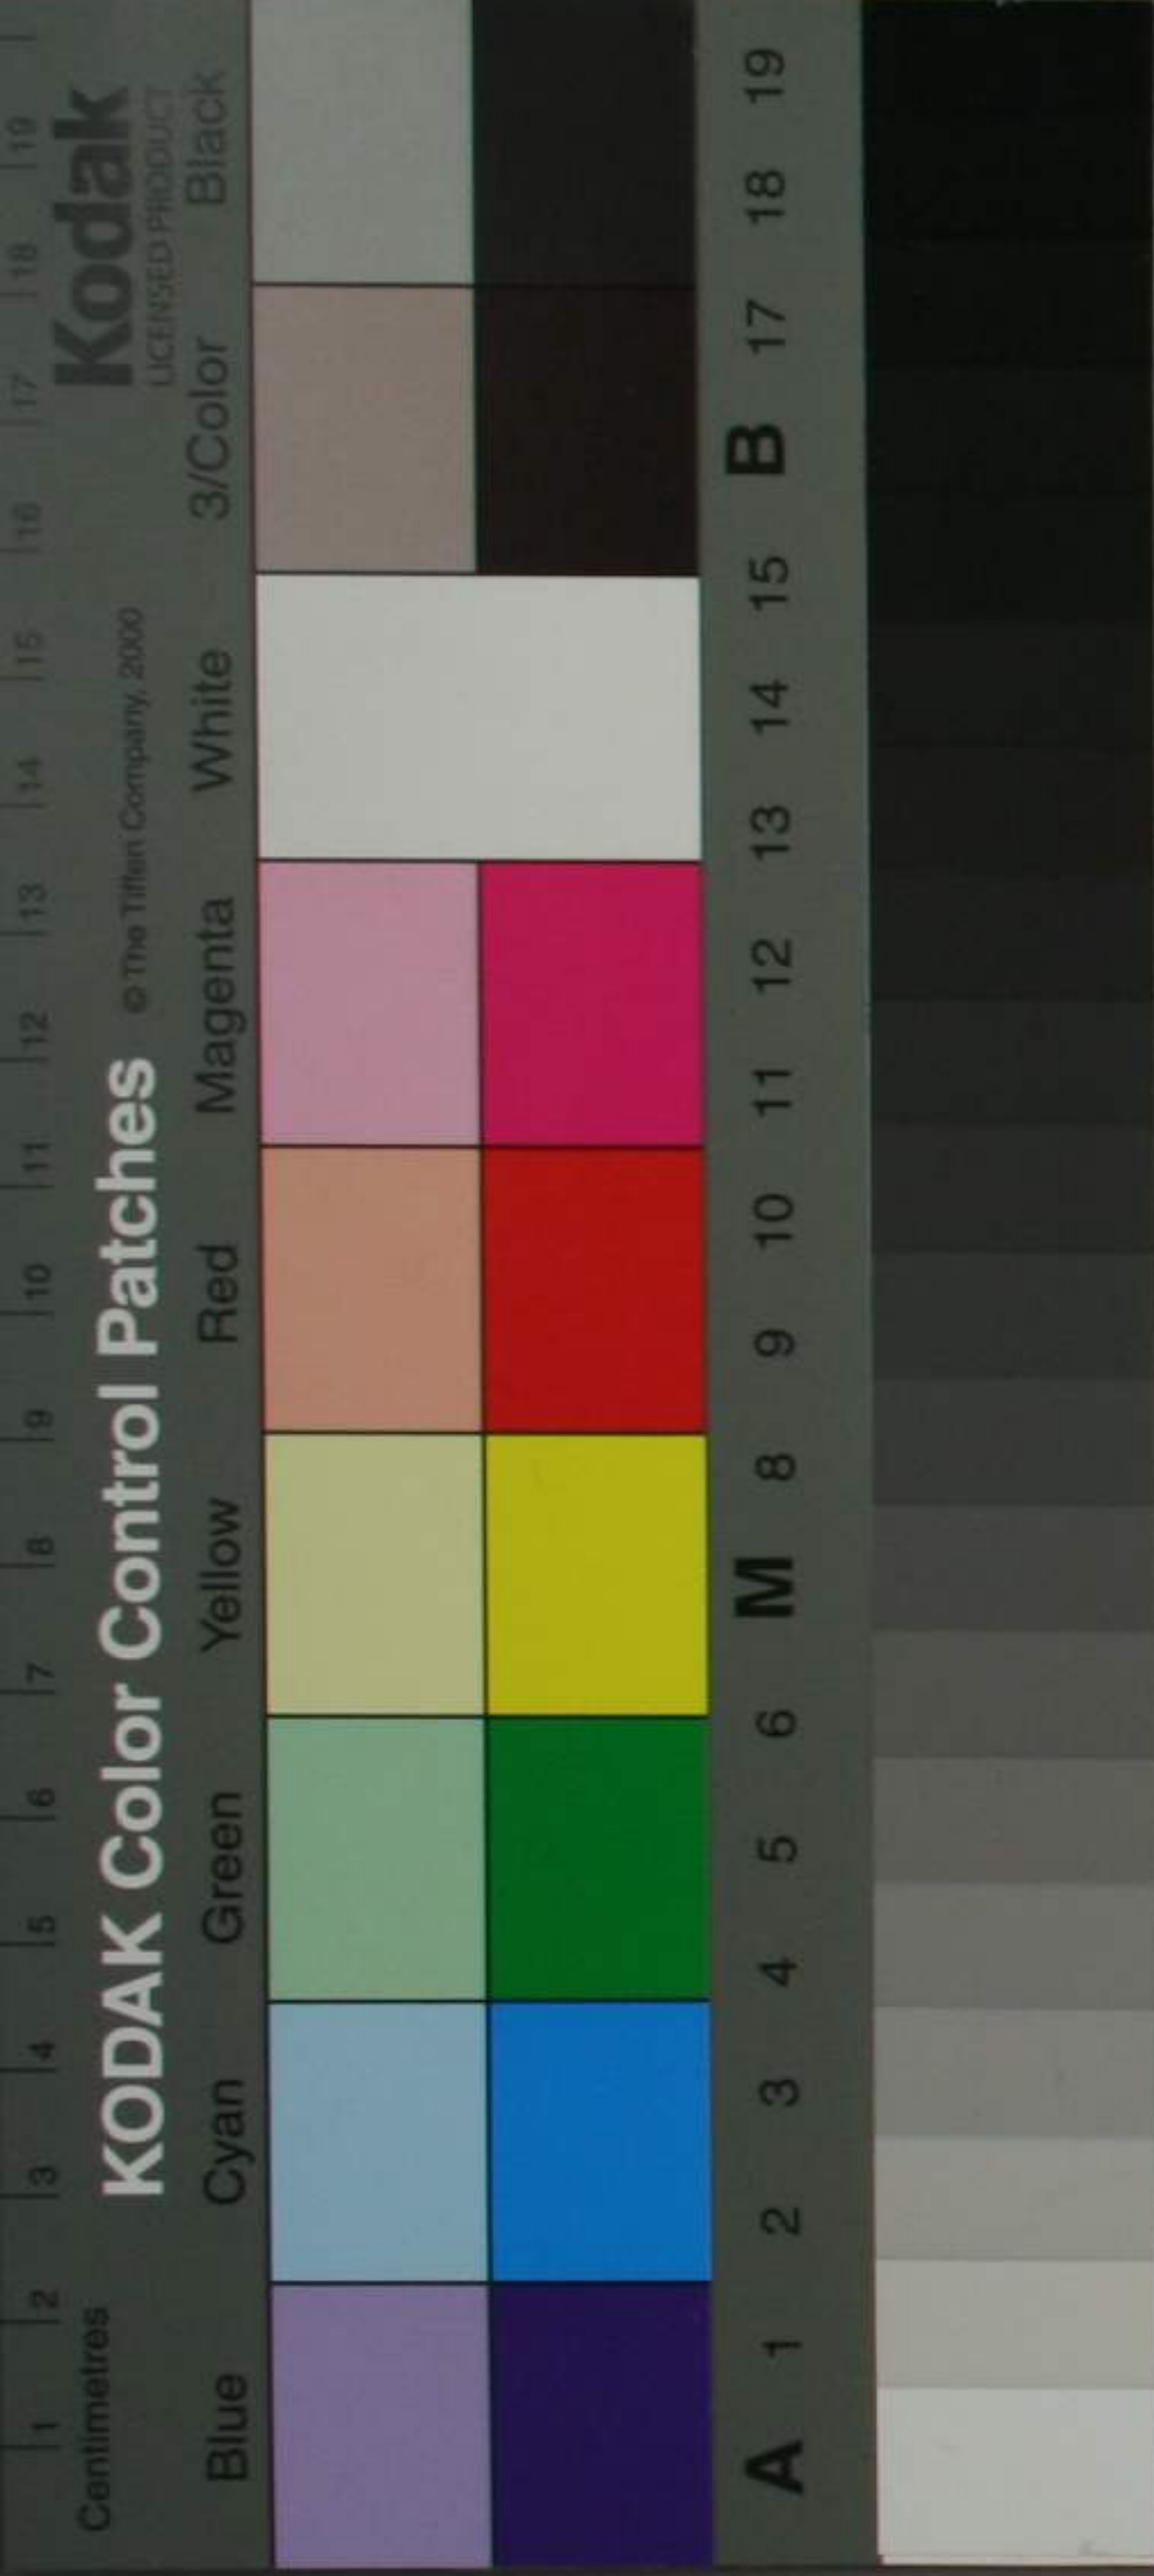 Centimetres
1 2 3 4 5 6 7 8 9 10 11 12 13 14 15 16 17 18 19
KODAK Color Control Patches © The Tiffen Company, 2000 Kodak
LICENSED PRODUCT
Blue Cyan Green Yellow Red Magenta White 3/Color Black
A 1 2 3 4 5 6 M 8 9 10 11 12 13 14 15 B 17 18 19